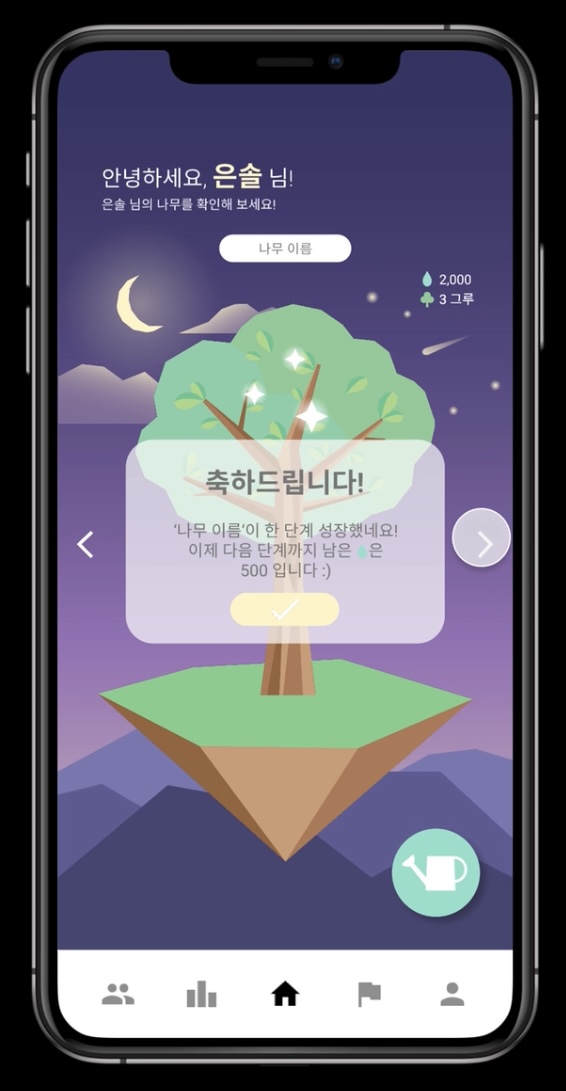 안녕하세요, 은솔 님!
은솔 님의 나무를 확인해 보세요!
나무 이름
2,000
3 그루
축하드립니다!
‘나무 이름’이 한 단계 성장했네요!
이제 다음 단계까지 남은 은
500 입니다 :)